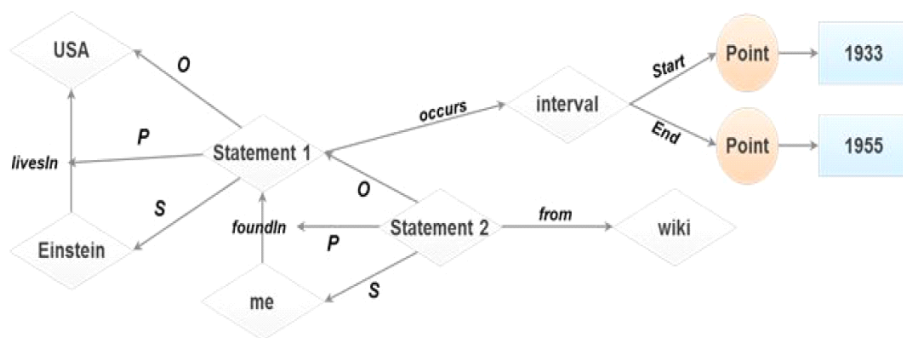 USA
O
Start
Point
1933
occurs
interval
P
livesIn
Statement 1
End
Point
1955
O
S
foundIn
P
Statement 2
from
wiki
Einstein
S
me